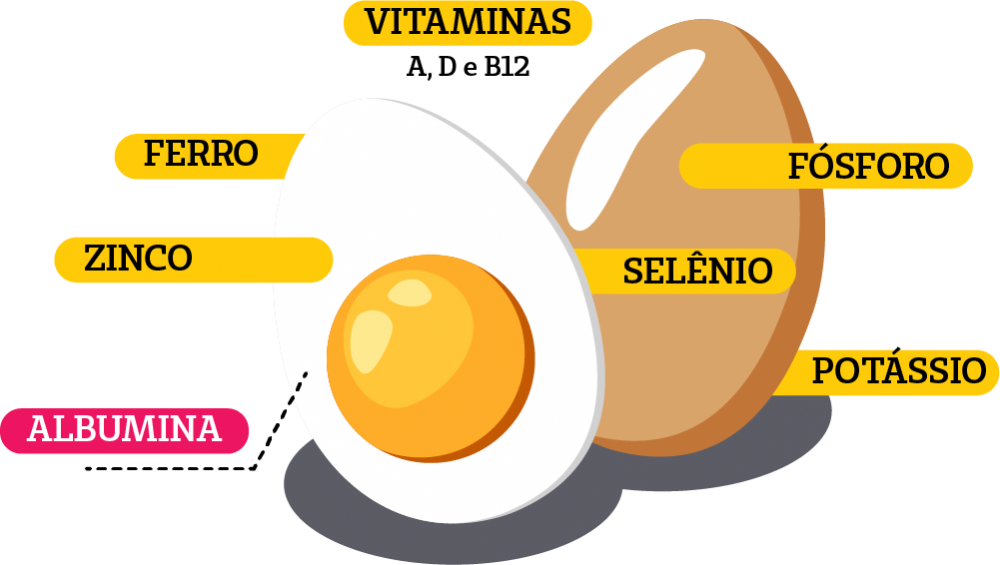 VITAMINAS
A, D e B12
FERRO
FÓSFORO
ZINCO
SELÊNIO
POTÁSSIO
ALBUMINA